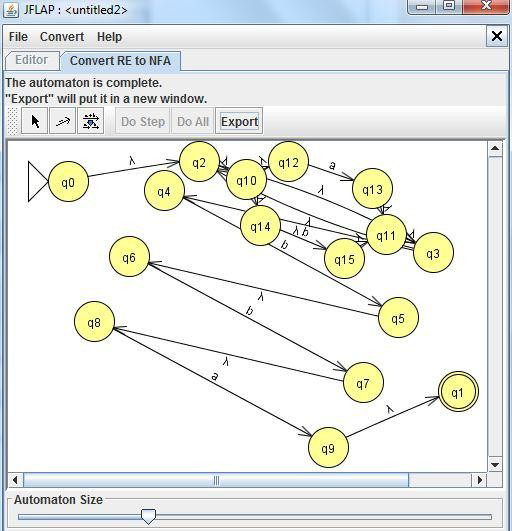 JFLAP : <untitled2>
File Convert Help
Editor Convert RE to NFA
The automaton is complete.
"Export" will put it in a new window.
Do Step Do All Export
q0
λ
q2
λ
q10
λ
q12
a
q13
q4
λ
λ
q14
λ
λ
b
q15
q11
λ
q3
q6
b
λ
q5
q8
λ
b
q7
λ
a
q9
λ
q1
Automaton Size